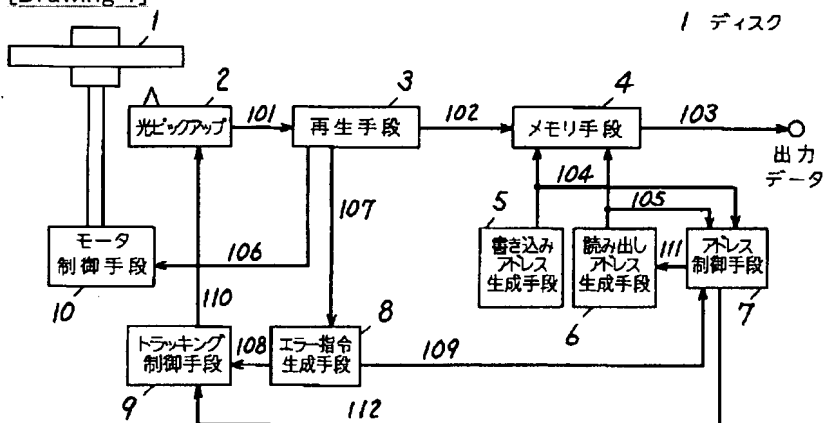 [Drawing 1]
1
1 ディスク
2
3
4
光ピックアップ
101
再生手段
102
メモリ手段
103
出力
データ
104
105
107
5
書き込み
アドレス
生成手段
読み出し
アドレス
生成手段
6
111
アドレス
制御手段
7
モータ
制御手段
10
106
110
8
トラッキング
制御手段
9
108
エラー指令
生成手段
109
112